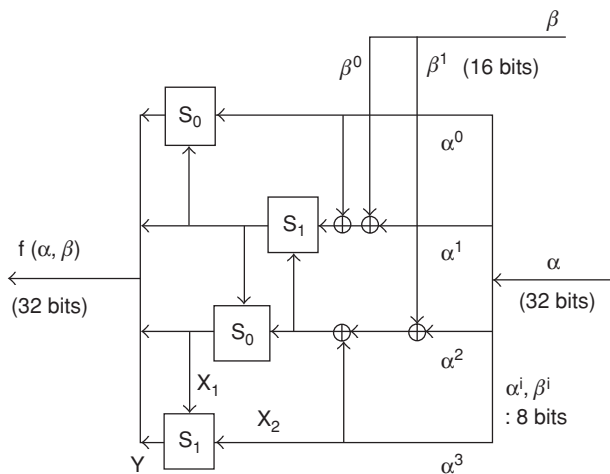 β
β⁰
β¹
(16 bits)
S₀
α⁰
S₁
α¹
f (α, β)
(32 bits)
α
(32 bits)
S₀
α²
X₁
αⁱ, βⁱ
: 8 bits
X₂
S₁
Y
α³